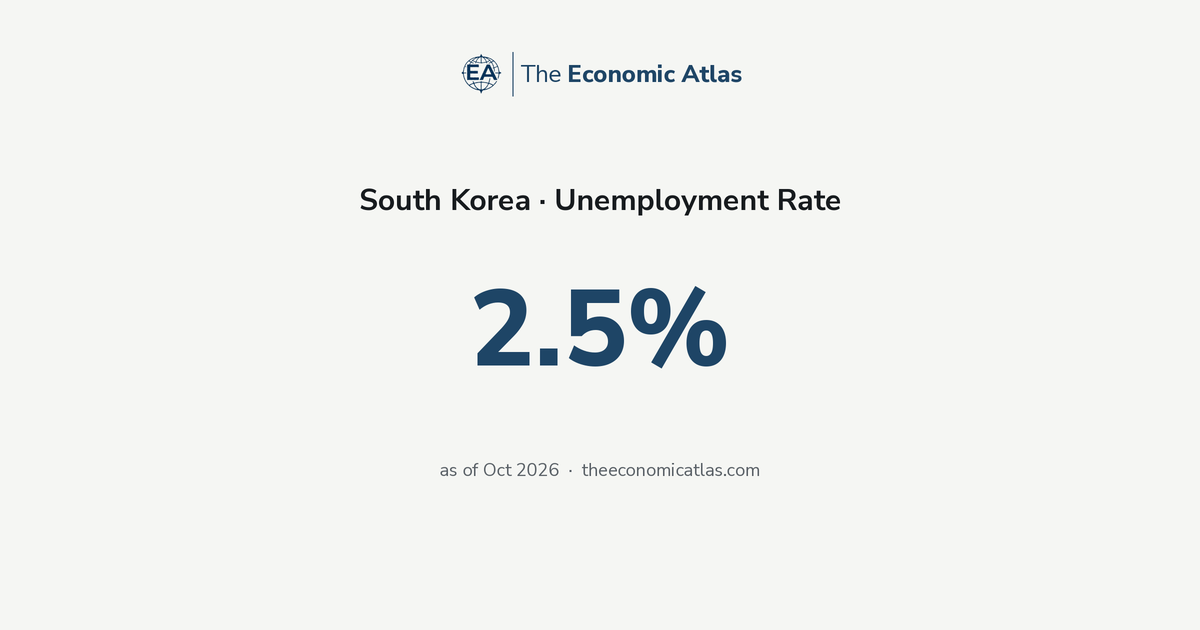 EA The Economic Atlas
South Korea · Unemployment Rate
2.5%
as of Oct 2026 · theeconomicatlas.com